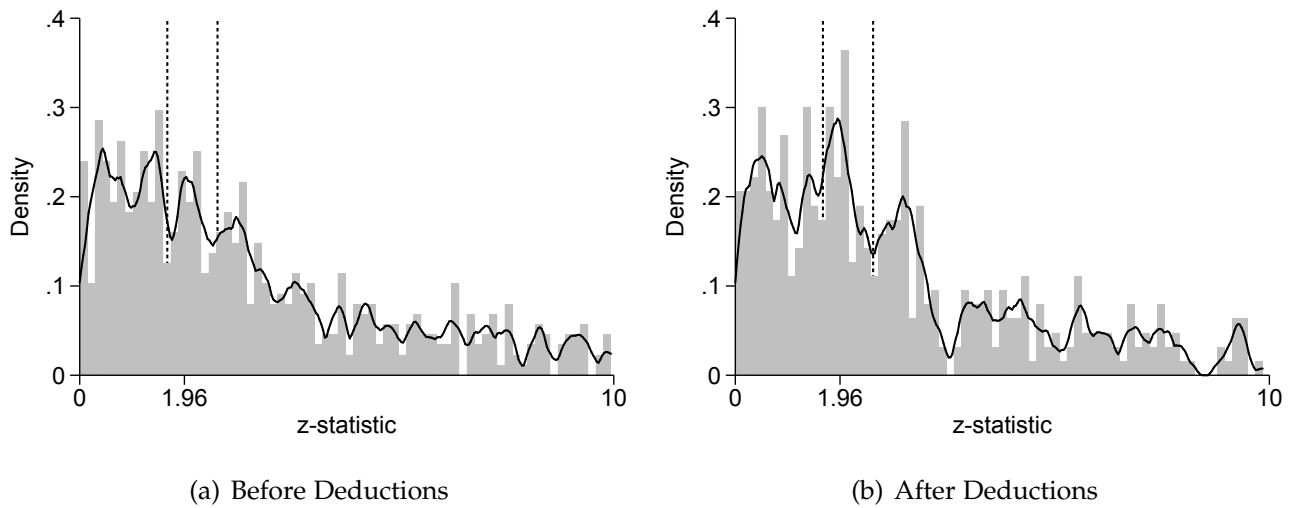 .4
.3
.2
.1
0
Density
0 1.96 10
z-statistic
(a) Before Deductions
.4
.3
.2
.1
0
Density
0 1.96 10
z-statistic
(b) After Deductions